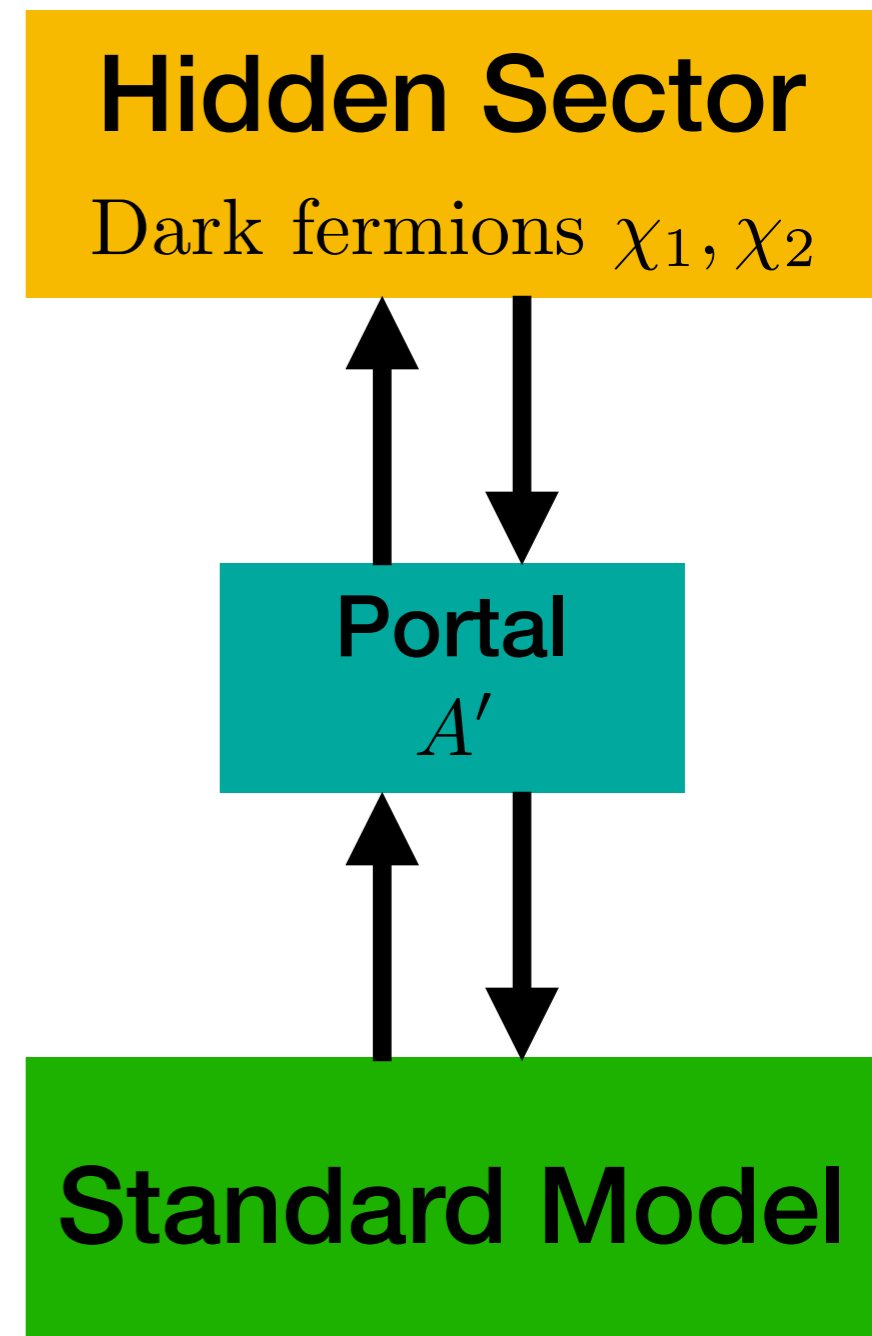 Hidden Sector
Dark fermions χ₁, χ₂
Portal
A′
Standard Model